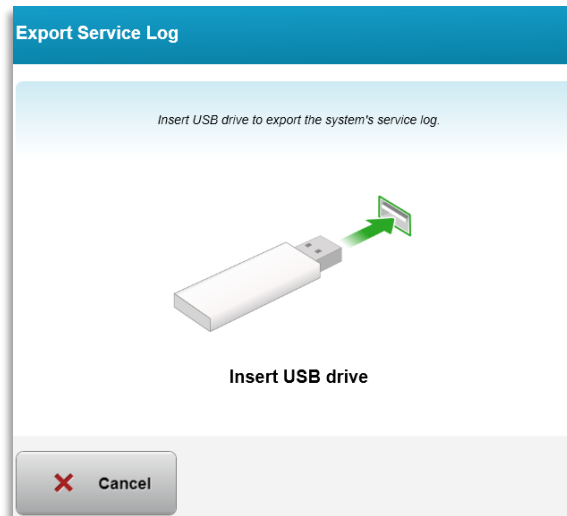 Export Service Log
Insert USB drive to export the system's service log.
Insert USB drive
Cancel